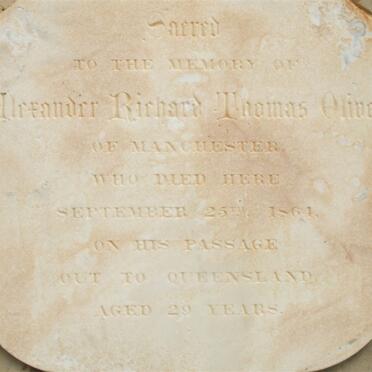 Sacred
TO THE MEMORY OF
Alexander Richard Thomas Olive
OF MANCHESTER,
WHO DIED HERE
SEPTEMBER 25TH, 1864,
ON HIS PASSAGE
OUT TO QUEENSLAND,
AGED 29 YEARS.